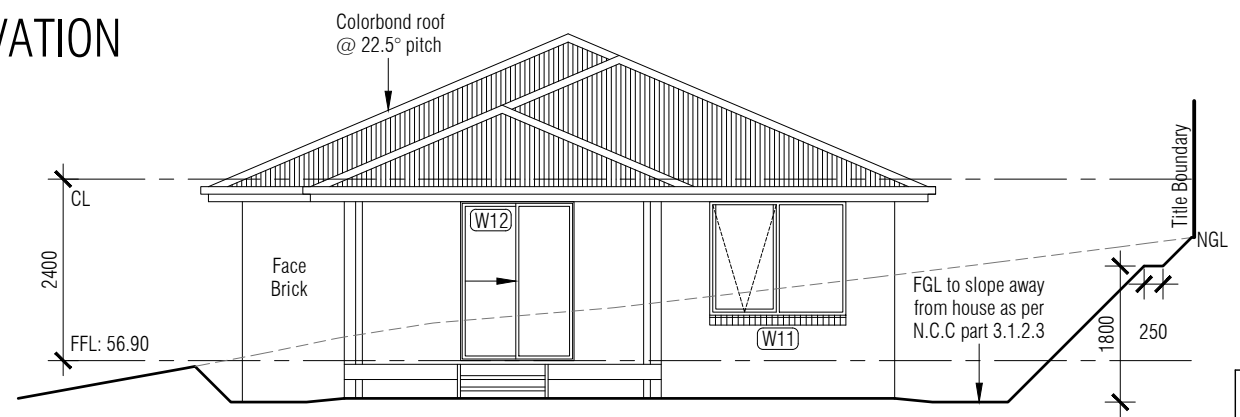 VATION
Colorbond roof
@ 22.5° pitch
CL
2400
FFL: 56.90
Face
Brick
W12
W11
FGL to slope away
from house as per
N.C.C part 3.1.2.3
Title Boundary
NGL
1800
250